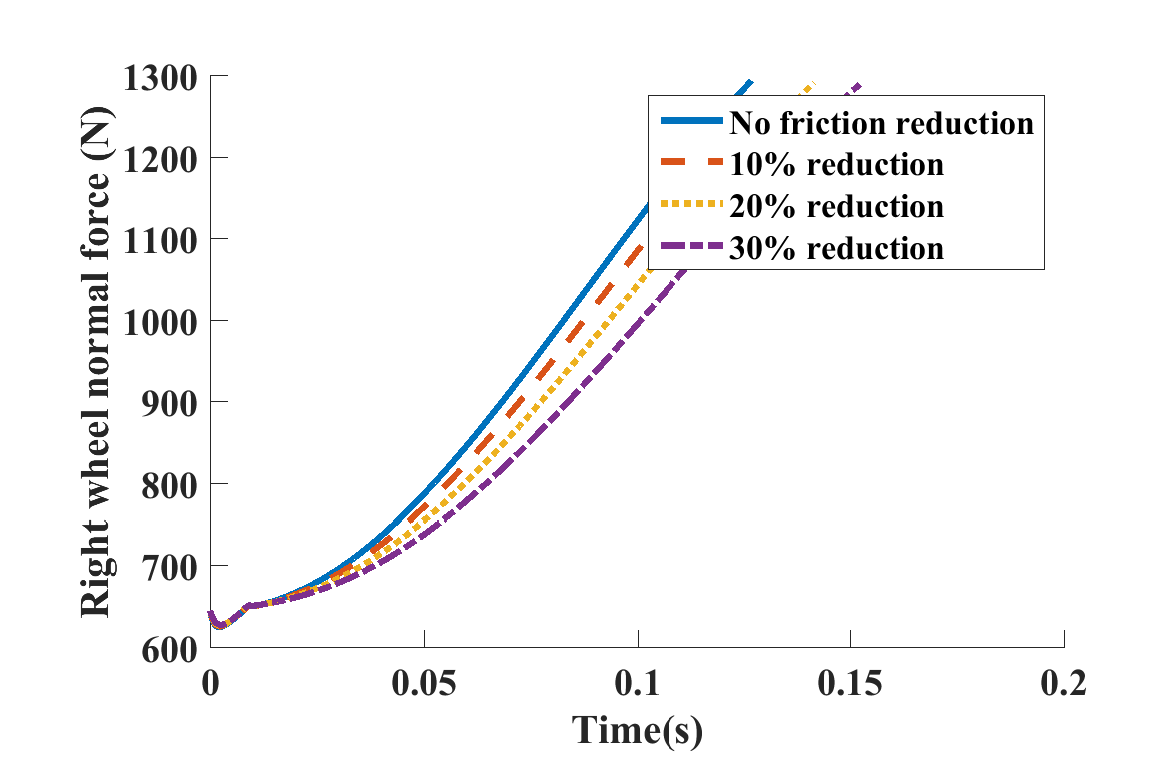 1300
1200
1100
1000
900
800
700
600
Right wheel normal force (N)
No friction reduction
10% reduction
20% reduction
30% reduction
0
0.05
0.1
0.15
0.2
Time(s)